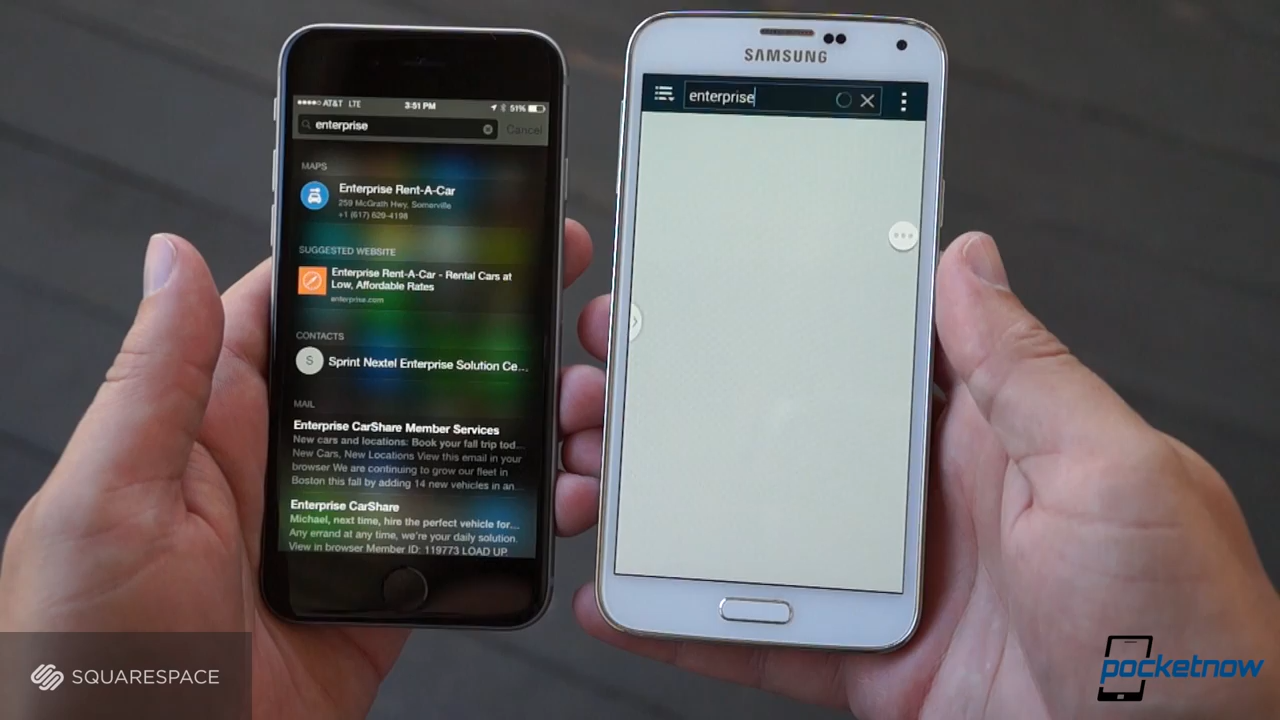 AT&T LTE 3:51 PM 51%
enterprise
Cancel
MAPS
Enterprise Rent-A-Car
259 McGrath Hwy, Somerville
+1 (617) 629-4198
SUGGESTED WEBSITE
Enterprise Rent-A-Car - Rental Cars at
Low, Affordable Rates
enterprise.com
CONTACTS
S
Sprint Nextel Enterprise Solution Ce...
MAIL
Enterprise CarShare Member Services
New cars and locations: Book your fall trip tod...
New Cars, New Locations View this email in your
browser We are continuing to grow our fleet in
Boston this fall by adding 14 new vehicles in an...
Enterprise CarShare
Michael, next time, hire the perfect vehicle for...
Any errand at any time, we're your daily solution.
View in browser Member ID: 119773 LOAD UP
SAMSUNG
enterprise
SQUARESPACE
pocketnow